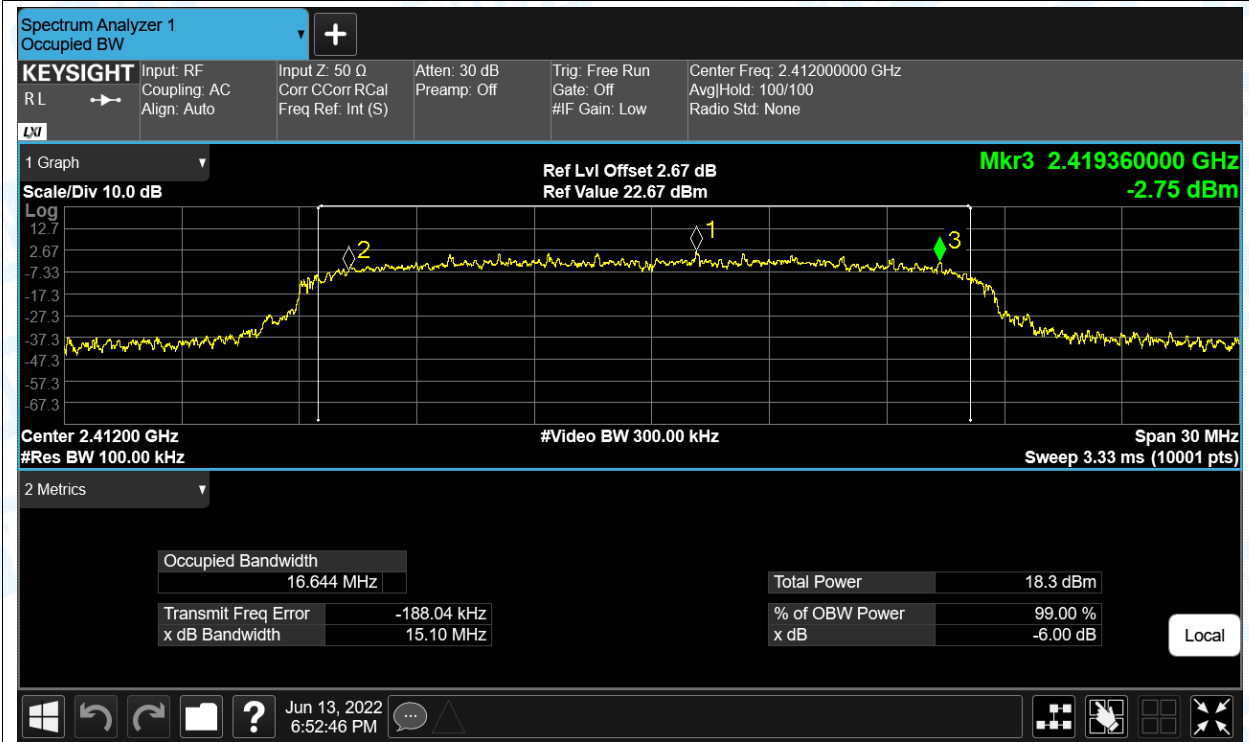 Spectrum Analyzer 1
Occupied BW
+
KEYSIGHT
R L
LXI
Input: RF
Coupling: AC
Align: Auto
Input Z: 50 Ω
Corr CCorr RCal
Freq Ref: Int (S)
Atten: 30 dB
Preamp: Off
Trig: Free Run
Gate: Off
#IF Gain: Low
Center Freq: 2.412000000 GHz
Avg|Hold: 100/100
Radio Std: None
1 Graph
Scale/Div 10.0 dB
Ref Lvl Offset 2.67 dB
Ref Value 22.67 dBm
Mkr3 2.419360000 GHz
-2.75 dBm
Log
12.7
2.67
-7.33
-17.3
-27.3
-37.3
-47.3
-57.3
-67.3
2
1
3
Center 2.41200 GHz
#Res BW 100.00 kHz
#Video BW 300.00 kHz
Span 30 MHz
Sweep 3.33 ms (10001 pts)
2 Metrics
Occupied Bandwidth
16.644 MHz
Transmit Freq Error -188.04 kHz
x dB Bandwidth 15.10 MHz
Total Power 18.3 dBm
% of OBW Power 99.00 %
x dB -6.00 dB
Local
?
Jun 13, 2022
6:52:46 PM